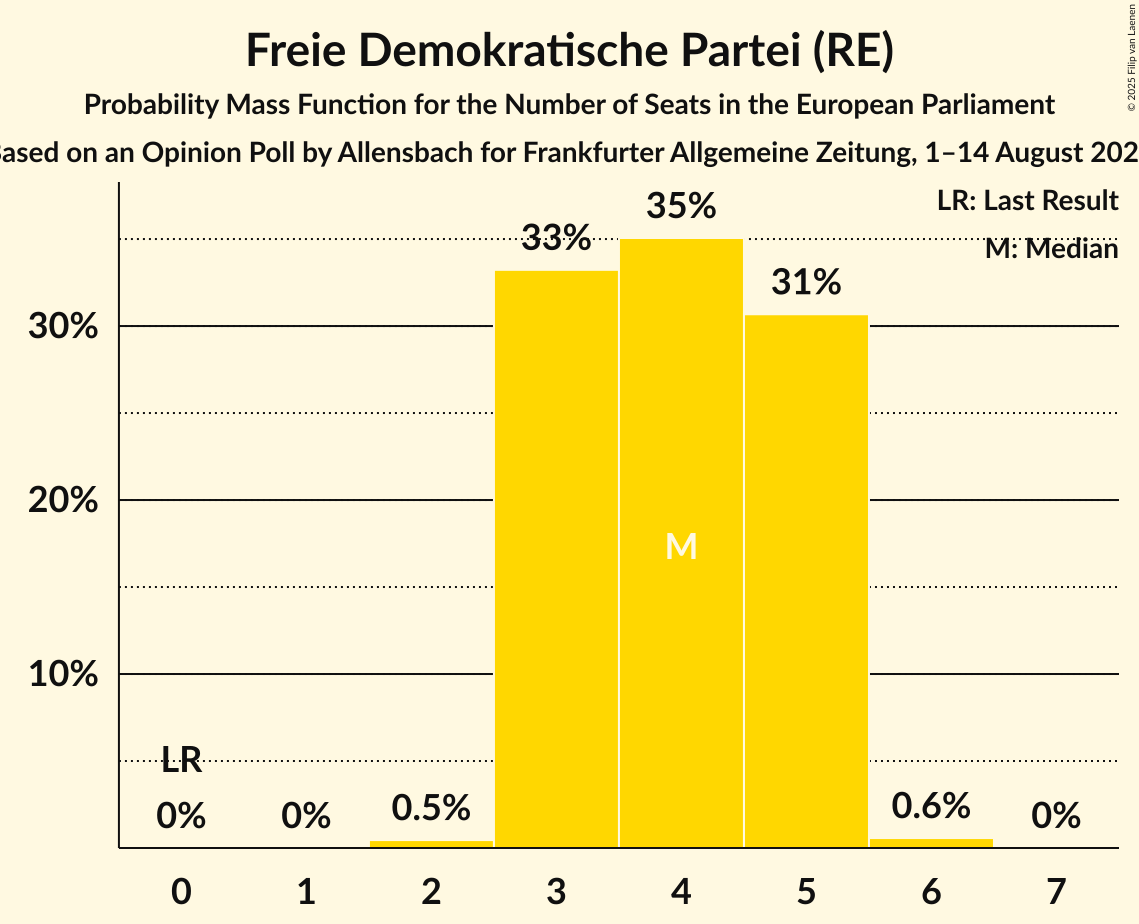 Freie Demokratische Partei (RE)
Probability Mass Function for the Number of Seats in the European Parliament
ased on an Opinion Poll by Allensbach for Frankfurter Allgemeine Zeitung, 1–14 August 202
© 2025 Filip van Laenen
LR: Last Result
M: Median
35%
33%
31%
30%
20%
M
10%
LR
0%
0%
0.5%
0.6%
0%
0 1 2 3 4 5 6 7